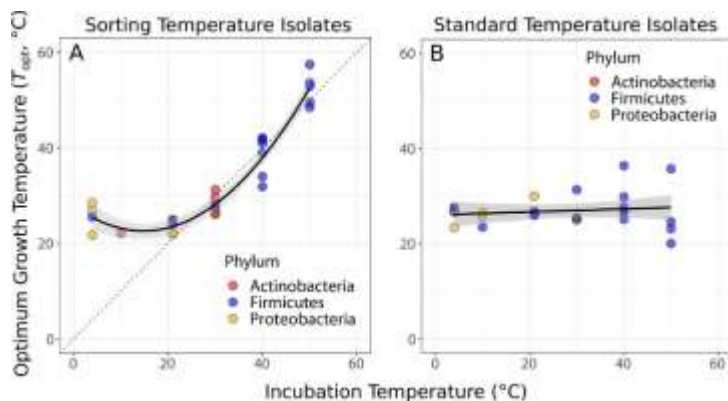 Sorting Temperature Isolates
Standard Temperature Isolates
Optimum Growth Temperature (Topt, °C)
A
60
40
20
0
Phylum
Actinobacteria
Firmicutes
Proteobacteria
0
20
40
60
B
60
40
20
0
Phylum
Actinobacteria
Firmicutes
Proteobacteria
0
20
40
60
Incubation Temperature (°C)